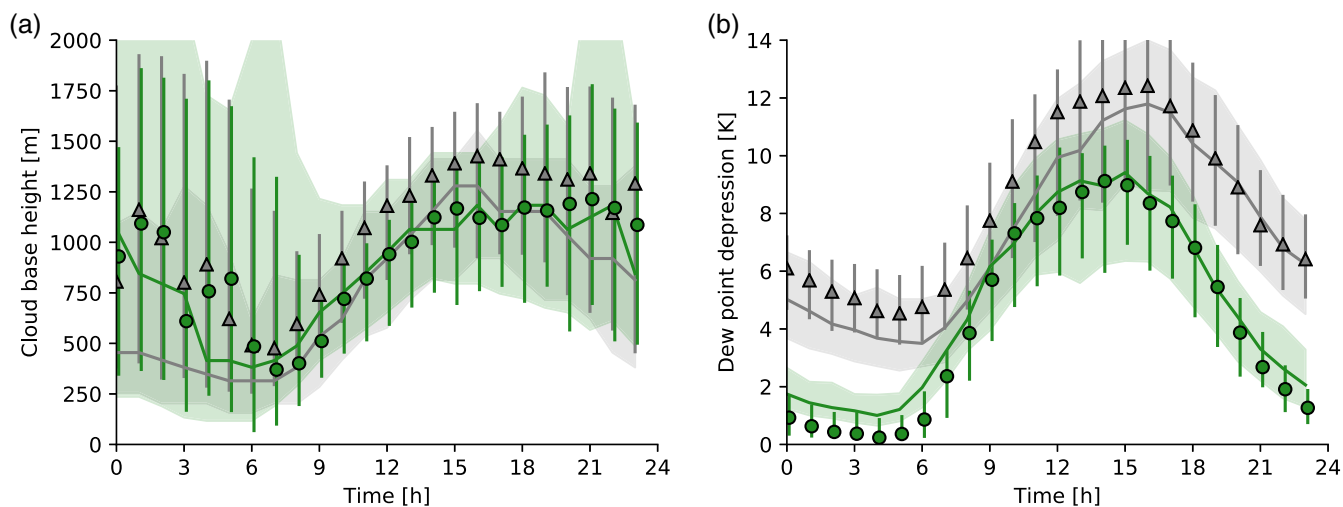 (a)
Cloud base height [m]
2000
1750
1500
1250
1000
750
500
250
0
0 3 6 9 12 15 18 21 24
Time [h]
(b)
Dew point depression [K]
14
12
10
8
6
4
2
0
0 3 6 9 12 15 18 21 24
Time [h]